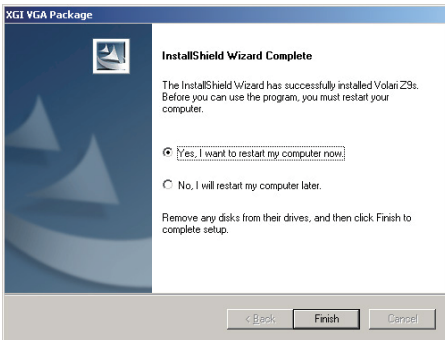 XGI VGA Package
InstallShield Wizard Complete
The InstallShield Wizard has successfully installed Volari Z9s.
Before you can use the program, you must restart your
computer.
Yes, I want to restart my computer now.
No, I will restart my computer later.
Remove any disks from their drives, and then click Finish to
complete setup.
< Back Finish Cancel